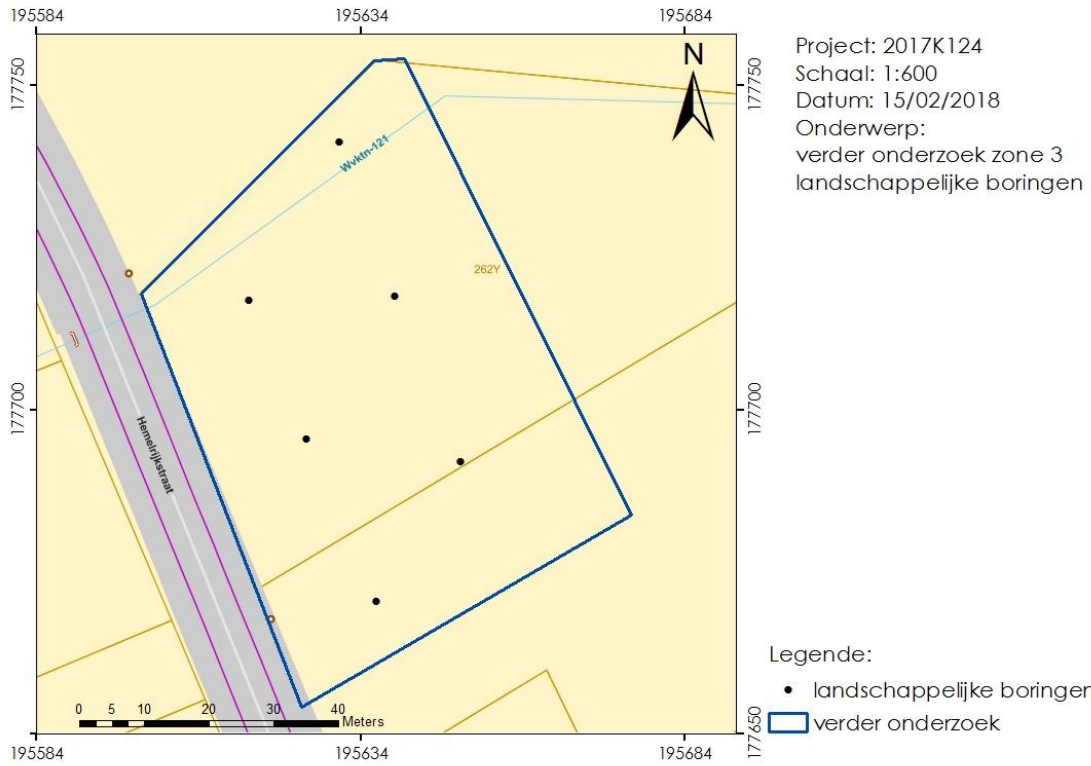 195584
195634
195684
177750
177700
177650
177750
177700
N
Wvktn-121
262Y
Hemelrijkstraat
0 5 10 20 30 40
Meters
195584
195634
195684
Project: 2017K124
Schaal: 1:600
Datum: 15/02/2018
Onderwerp:
verder onderzoek zone 3
landschappelijke boringen
Legende:
landschappelijke boringen
verder onderzoek